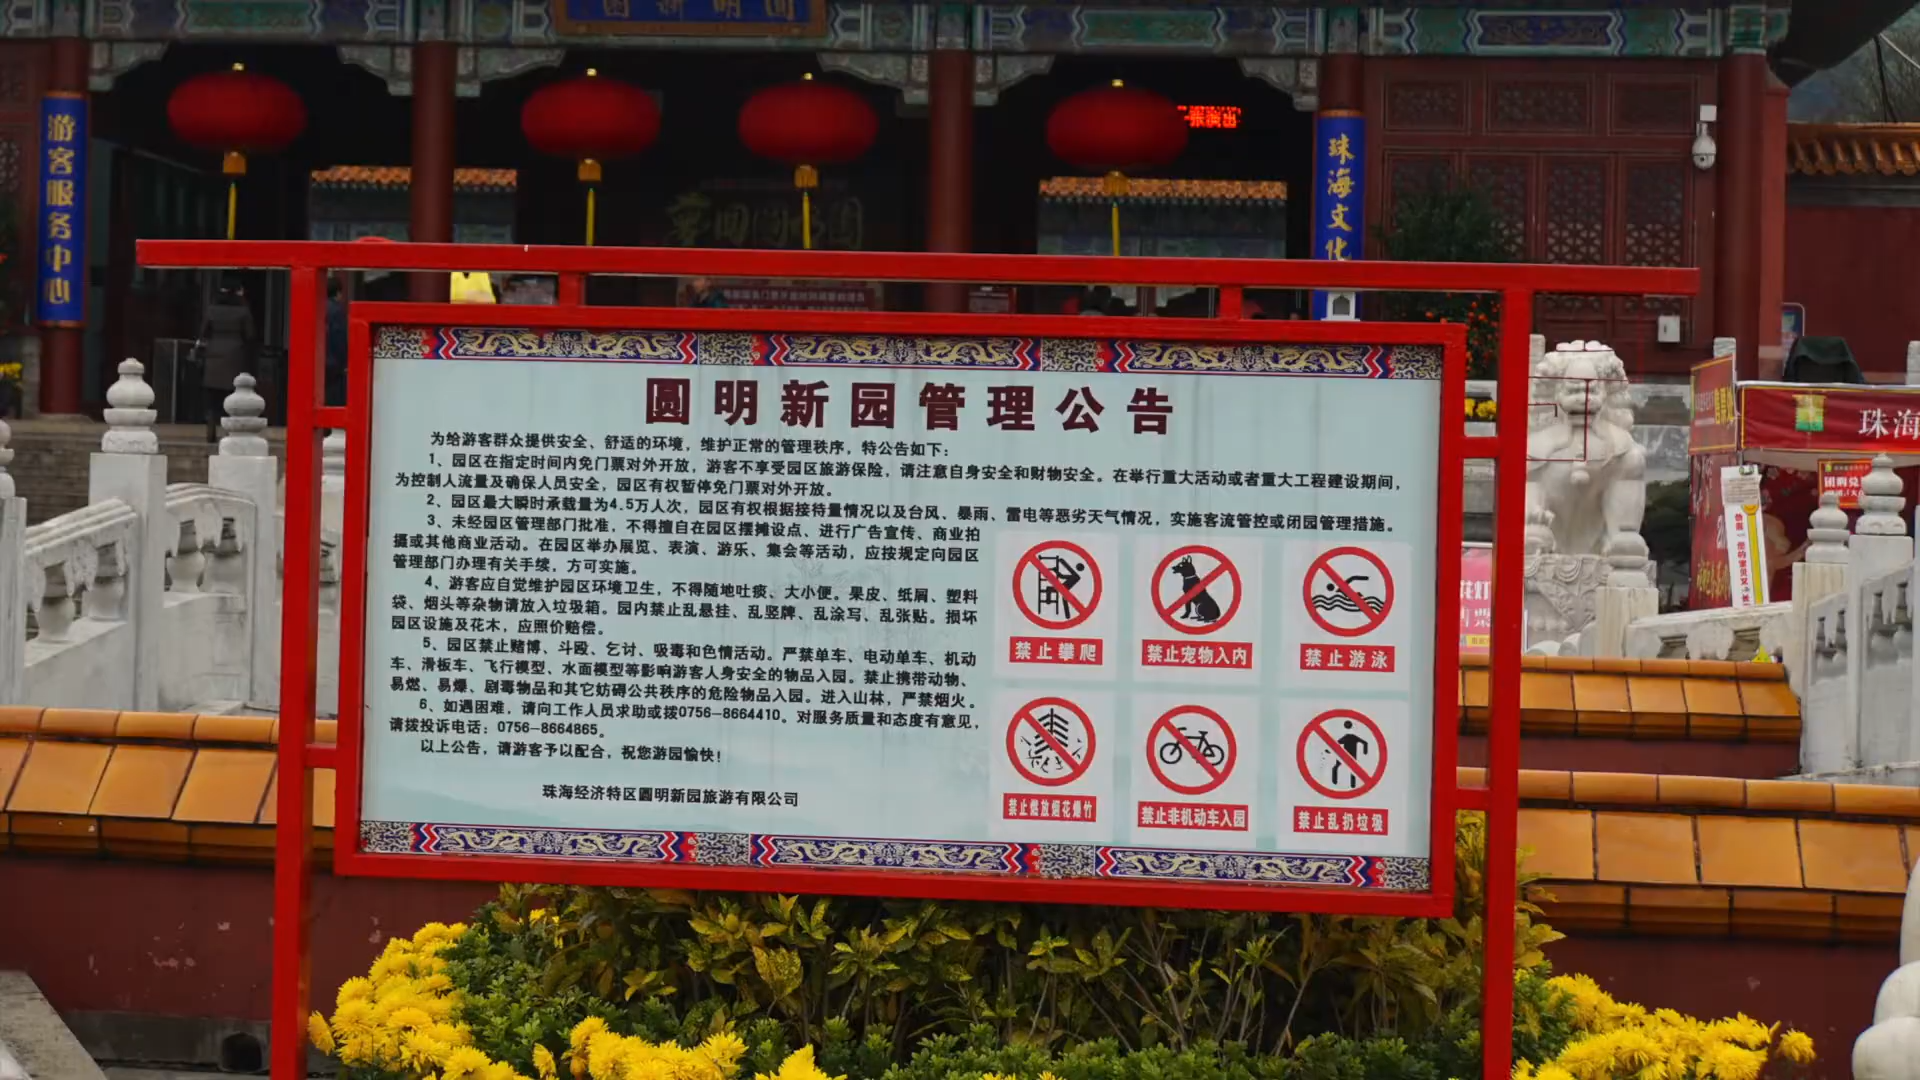 圆明新园
游客服务中心
珠海文化
张演出
圆明新园管理公告
为给游客群众提供安全、舒适的环境，维护正常的管理秩序，特公告如下：
1、园区在指定时间内免门票对外开放，游客不享受园区旅游保险，请注意自身安全和财物安全。在举行重大活动或者重大工程建设期间，
为控制人流量及确保人员安全，园区有权暂停免门票对外开放。
2、园区最大瞬时承载量为4.5万人次，园区有权根据接待量情况以及台风、暴雨、雷电等恶劣天气情况，实施客流管控或闭园管理措施。
3、未经园区管理部门批准，不得擅自在园区摆摊设点、进行广告宣传、商业拍
摄或其他商业活动。在园区举办展览、表演、游乐、集会等活动，应按规定向园区
管理部门办理有关手续，方可实施。
4、游客应自觉维护园区环境卫生，不得随地吐痰、大小便。果皮、纸屑、塑料
袋、烟头等杂物请放入垃圾箱。园内禁止乱悬挂、乱竖牌、乱涂写、乱张贴。损坏
园区设施及花木，应照价赔偿。
5、园区禁止赌博、斗殴、乞讨、吸毒和色情活动。严禁单车、电动单车、机动
车、滑板车、飞行模型、水面模型等影响游客人身安全的物品入园。禁止携带动物、
易燃、易爆、剧毒物品和其它妨碍公共秩序的危险物品入园。进入山林，严禁烟火。
6、如遇困难，请向工作人员求助或拨0756-8664410。对服务质量和态度有意见，
请拨投诉电话：0756-8664865。
以上公告，请游客予以配合，祝您游园愉快！
珠海经济特区圆明新园旅游有限公司
禁止攀爬
禁止宠物入内
禁止游泳
禁止燃放烟花爆竹
禁止非机动车入园
禁止乱扔垃圾
珠海
团购兑